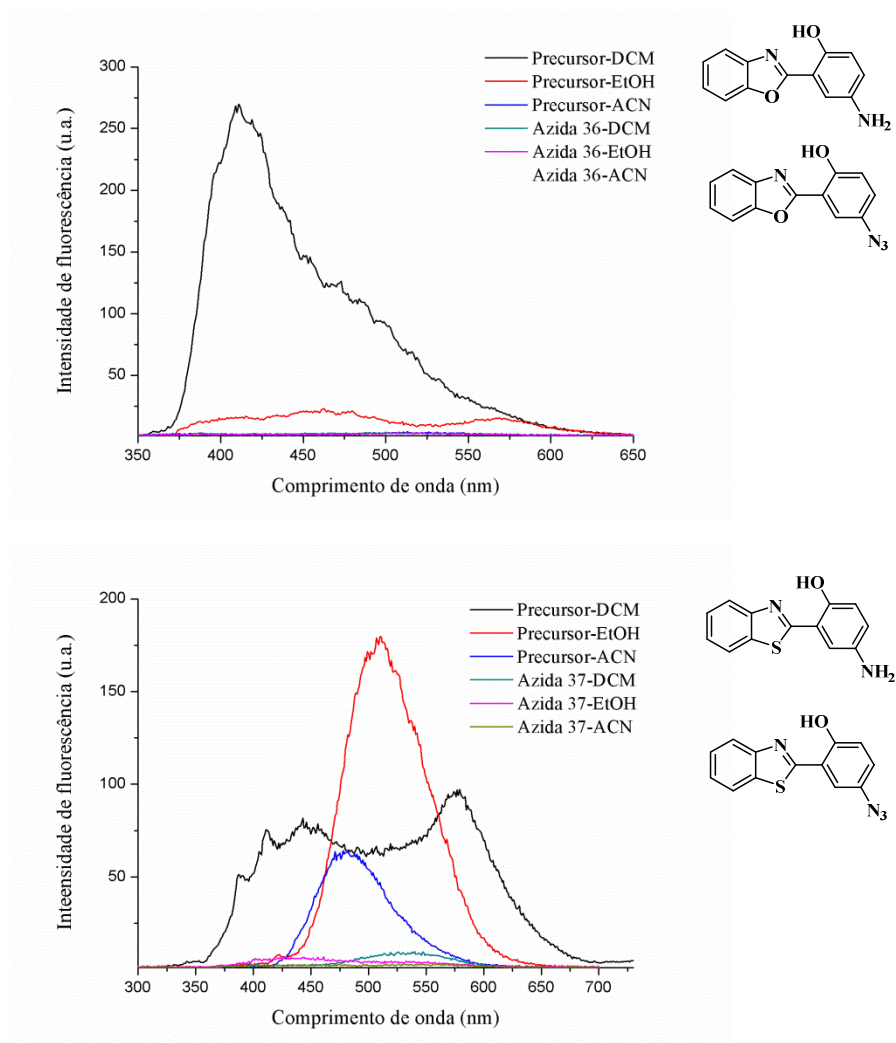 Precursor-DCM
Precursor-EtOH
Precursor-ACN
Azida 36-DCM
Azida 36-EtOH
Azida 36-ACN
300
250
200
150
100
50
350 400 450 500 550 600 650
Intensidade de fluorescência (u.a.)
Comprimento de onda (nm)
HO
N
O
NH2
HO
N
O
N3
Precursor-DCM
Precursor-EtOH
Precursor-ACN
Azida 37-DCM
Azida 37-EtOH
Azida 37-ACN
200
150
100
50
300 350 400 450 500 550 600 650 700
Inteensidade de fluorescência (u.a.)
Comprimento de onda (nm)
HO
N
S
NH2
HO
N
S
N3